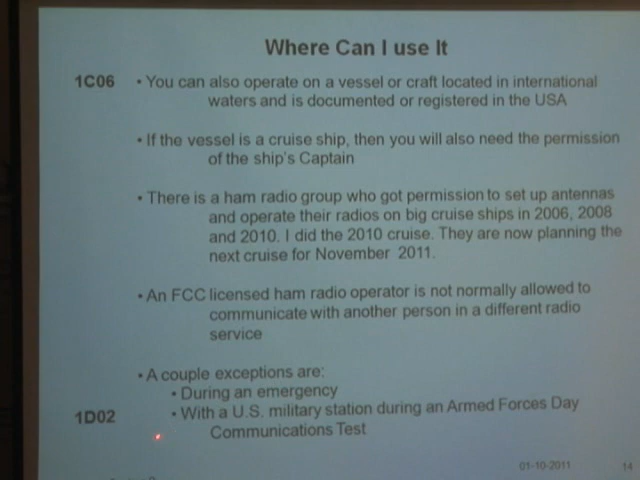 Where Can I use It
1C06 • You can also operate on a vessel or craft located in international
waters and is documented or registered in the USA
• If the vessel is a cruise ship, then you will also need the permission
of the ship's Captain
• There is a ham radio group who got permission to set up antennas
and operate their radios on big cruise ships in 2006, 2008
and 2010. I did the 2010 cruise. They are now planning the
next cruise for November 2011.
• An FCC licensed ham radio operator is not normally allowed to
communicate with another person in a different radio
service
• A couple exceptions are:
• During an emergency
1D02 • With a U.S. military station during an Armed Forces Day
Communications Test
01-10-2011 14